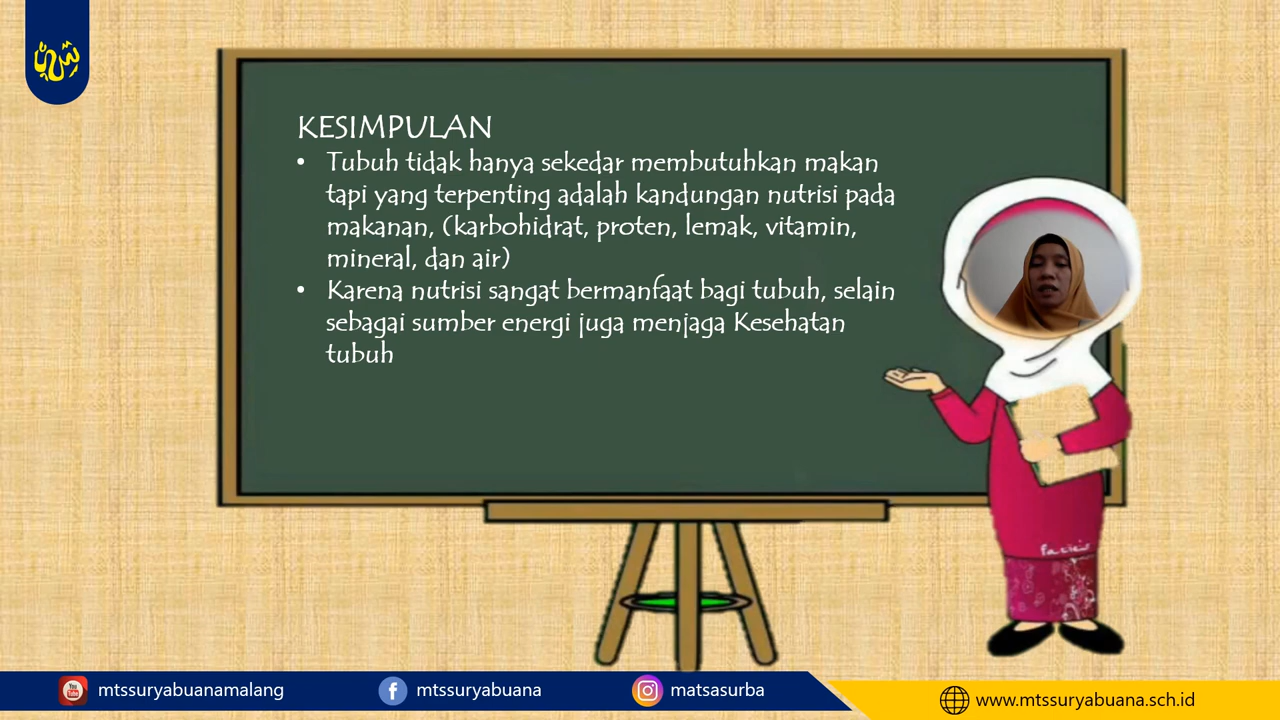 KESIMPULAN
• Tubuh tidak hanya sekedar membutuhkan makan
tapi yang terpenting adalah kandungan nutrisi pada
makanan, (karbohidrat, proten, lemak, vitamin,
mineral, dan air)
• Karena nutrisi sangat bermanfaat bagi tubuh, selain
sebagai sumber energi juga menjaga Kesehatan
tubuh
mtssuryabuanamalang
mtssuryabuana
matsasurba
www.mtssuryabuana.sch.id